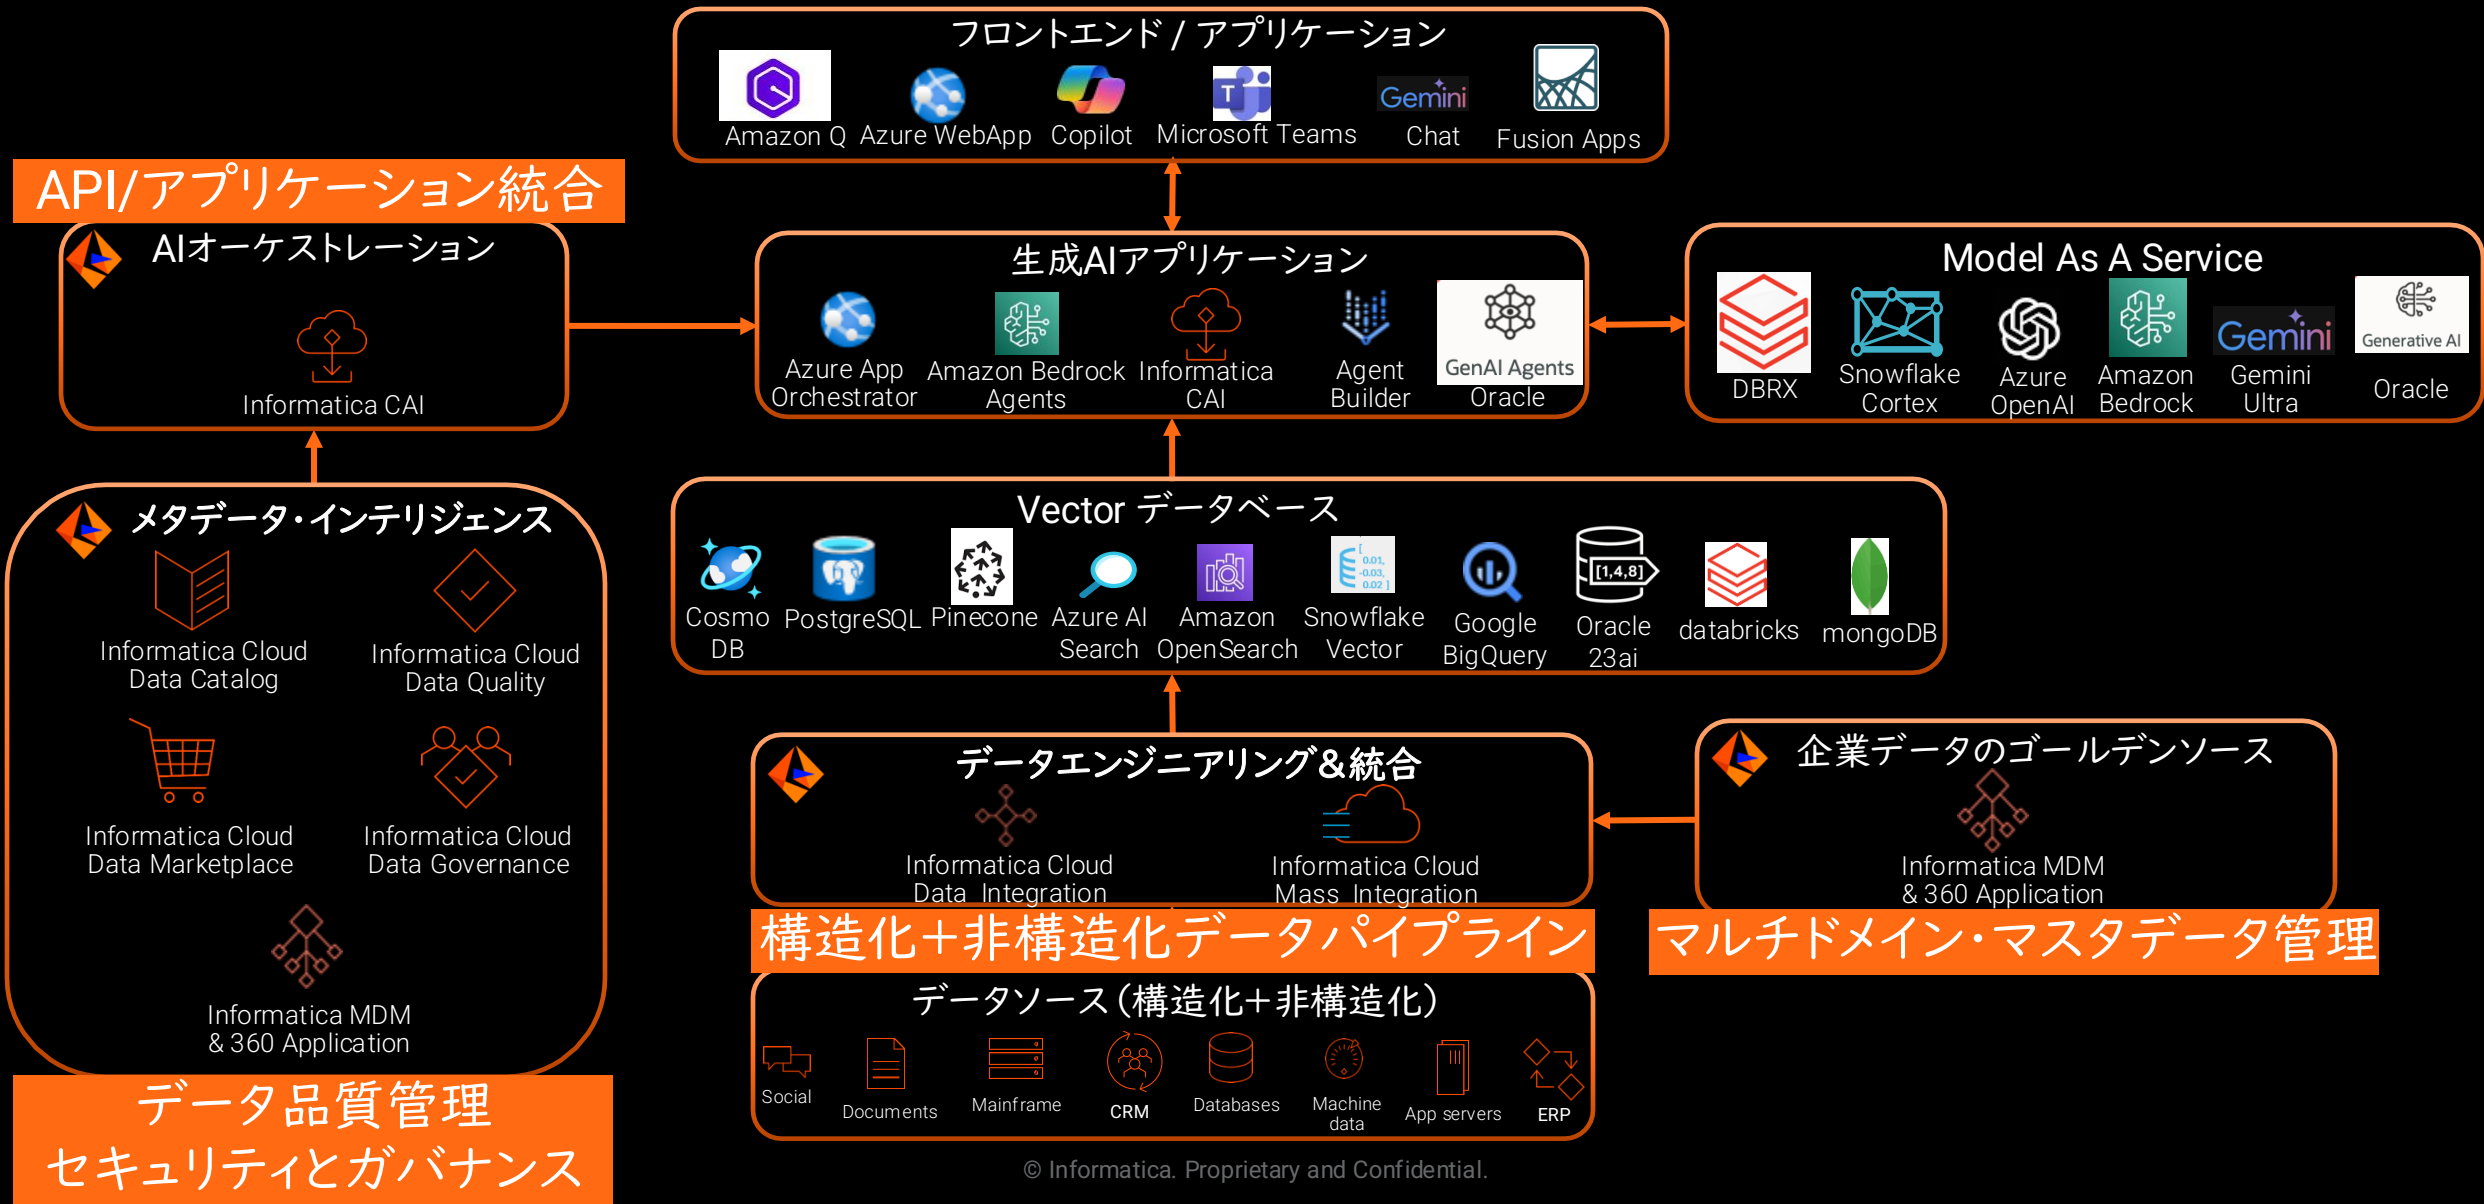 フロントエンド / アプリケーション
Amazon Q
Azure WebApp
Copilot
T
Microsoft Teams
Gemini
Chat
Fusion Apps
API/アプリケーション統合
AIオーケストレーション
Informatica CAI
生成AIアプリケーション
Azure App
Orchestrator
Amazon Bedrock
Agents
Informatica
CAI
Agent
Builder
GenAI Agents
Oracle
Model As A Service
DBRX
Snowflake
Cortex
Azure
OpenAI
Amazon
Bedrock
Gemini
Gemini
Ultra
Generative AI
Oracle
メタデータ・インテリジェンス
Informatica Cloud
Data Catalog
Informatica Cloud
Data Quality
Informatica Cloud
Data Marketplace
Informatica Cloud
Data Governance
Informatica MDM
& 360 Application
データ品質管理
セキュリティとガバナンス
Vector データベース
Cosmo
DB
PostgreSQL
Pinecone
Azure AI
Search
Amazon
OpenSearch
[
0.01,
-0.03,
0.02 ]
Snowflake
Vector
Google
BigQuery
[1,4,8]
Oracle
23ai
databricks
mongoDB
データエンジニアリング&統合
Informatica Cloud
Data Integration
Informatica Cloud
Mass Integration
構造化+非構造化データパイプライン
企業データのゴールデンソース
Informatica MDM
& 360 Application
マルチドメイン・マスタデータ管理
データソース（構造化+非構造化）
Social
Documents
Mainframe
CRM
Databases
Machine
data
App servers
ERP
© Informatica. Proprietary and Confidential.